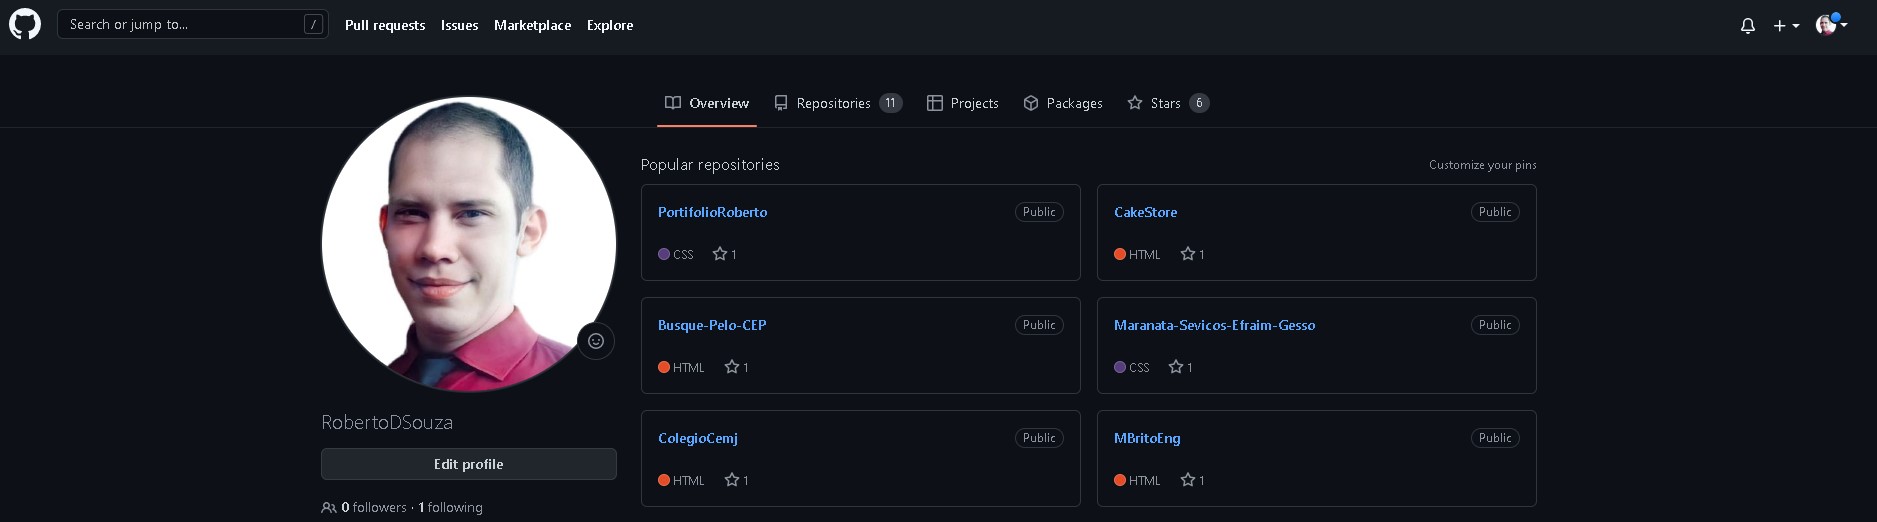 Search or jump to... /
Pull requests Issues Marketplace Explore
Overview Repositories 11 Projects Packages Stars 6
Popular repositories Customize your pins
PortifolioRoberto Public
CSS 1
CakeStore Public
HTML 1
Busque-Pelo-CEP Public
HTML 1
Maranata-Sevicos-Efraim-Gesso Public
CSS 1
ColegioCemj Public
HTML 1
MBritoEng Public
HTML 1
RobertoDSouza
Edit profile
0 followers · 1 following